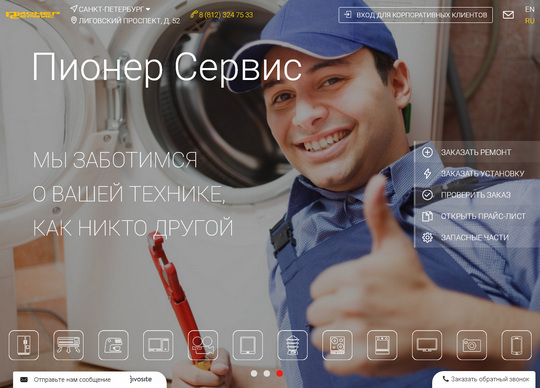 САНКТ-ПЕТЕРБУРГ
ЛИГОВСКИЙ ПРОСПЕКТ, Д. 52
8 (812) 324 75 33
ВХОД ДЛЯ КОРПОРАТИВНЫХ КЛИЕНТОВ
EN
RU
Пионер Сервис
МЫ ЗАБОТИМСЯ
О ВАШЕЙ ТЕХНИКЕ,
КАК НИКТО ДРУГОЙ
ЗАКАЗАТЬ РЕМОНТ
ЗАКАЗАТЬ УСТАНОВКУ
ПРОВЕРИТЬ ЗАКАЗ
ОТКРЫТЬ ПРАЙС-ЛИСТ
ЗАПАСНЫЕ ЧАСТИ
Отправьте нам сообщение
jivosite
Заказать обратный звонок